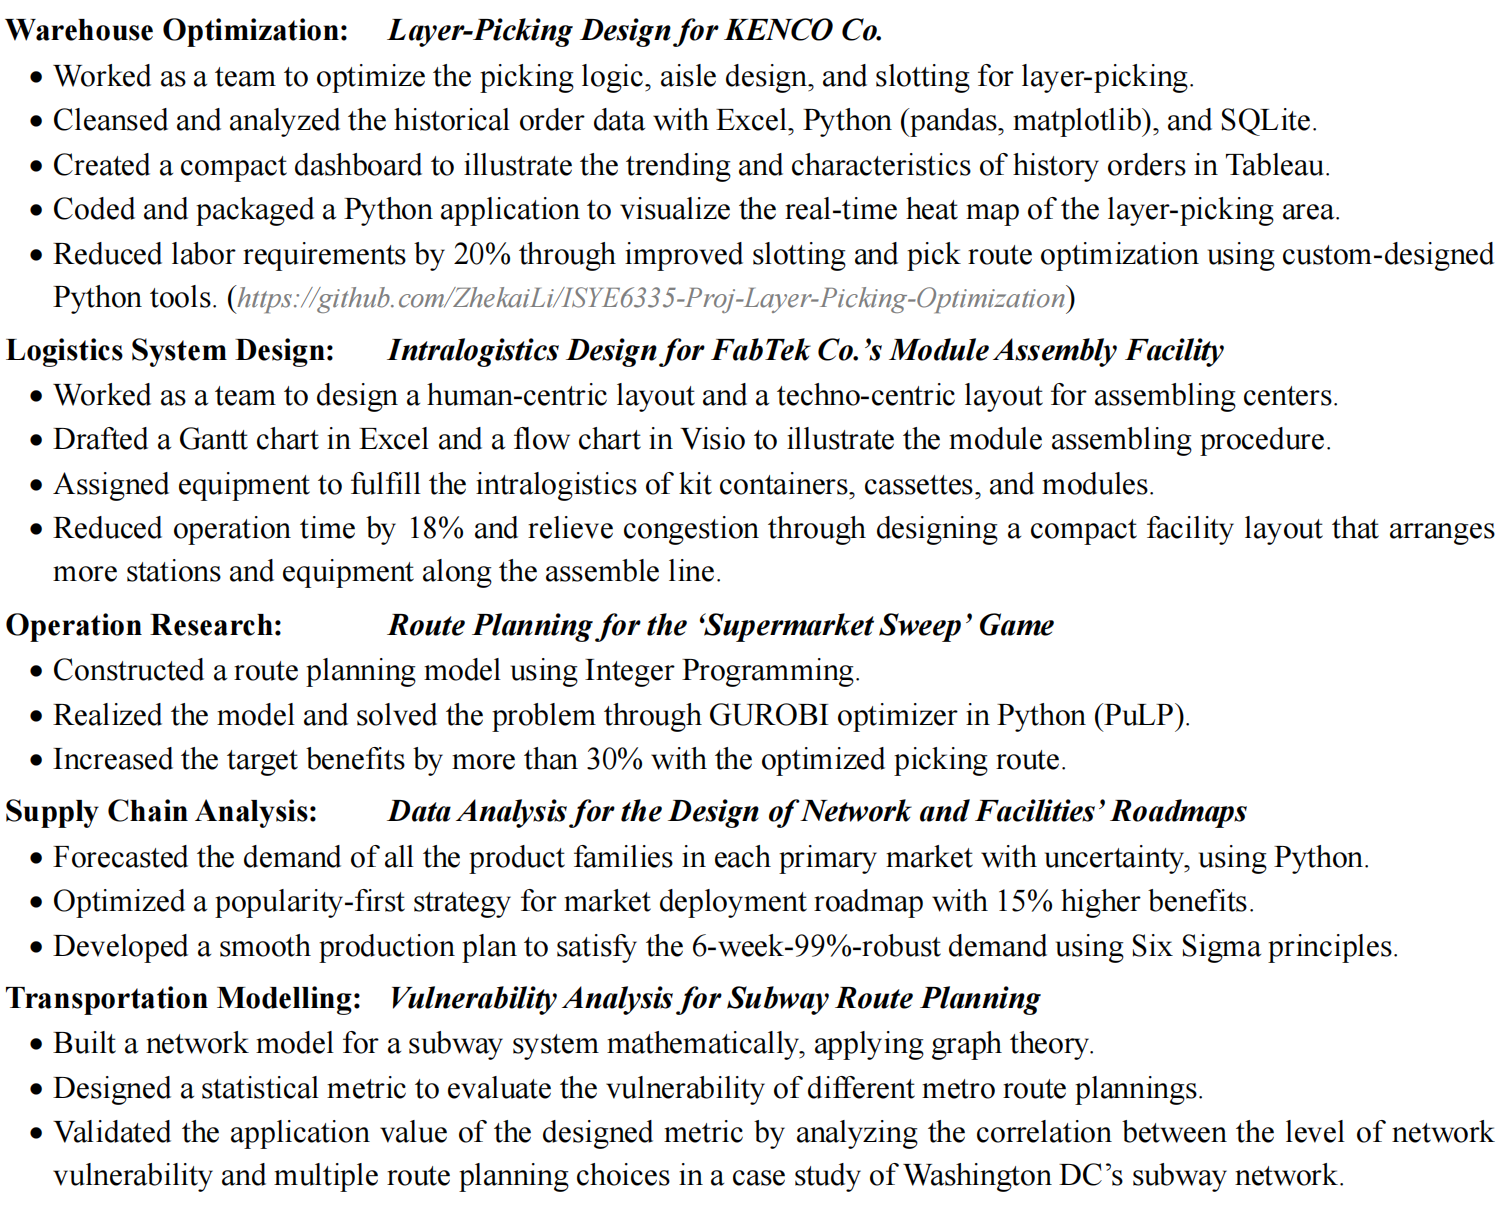 Warehouse Optimization: Layer-Picking Design for KENCO Co.
• Worked as a team to optimize the picking logic, aisle design, and slotting for layer-picking.
• Cleansed and analyzed the historical order data with Excel, Python (pandas, matplotlib), and SQLite.
• Created a compact dashboard to illustrate the trending and characteristics of history orders in Tableau.
• Coded and packaged a Python application to visualize the real-time heat map of the layer-picking area.
• Reduced labor requirements by 20% through improved slotting and pick route optimization using custom-designed
Python tools. (https://github.com/ZhekaiLi/ISYE6335-Proj-Layer-Picking-Optimization)
Logistics System Design: Intralogistics Design for FabTek Co.’s Module Assembly Facility
• Worked as a team to design a human-centric layout and a techno-centric layout for assembling centers.
• Drafted a Gantt chart in Excel and a flow chart in Visio to illustrate the module assembling procedure.
• Assigned equipment to fulfill the intralogistics of kit containers, cassettes, and modules.
• Reduced operation time by 18% and relieve congestion through designing a compact facility layout that arranges
more stations and equipment along the assemble line.
Operation Research: Route Planning for the ‘Supermarket Sweep’ Game
• Constructed a route planning model using Integer Programming.
• Realized the model and solved the problem through GUROBI optimizer in Python (PuLP).
• Increased the target benefits by more than 30% with the optimized picking route.
Supply Chain Analysis: Data Analysis for the Design of Network and Facilities’ Roadmaps
• Forecasted the demand of all the product families in each primary market with uncertainty, using Python.
• Optimized a popularity-first strategy for market deployment roadmap with 15% higher benefits.
• Developed a smooth production plan to satisfy the 6-week-99%-robust demand using Six Sigma principles.
Transportation Modelling: Vulnerability Analysis for Subway Route Planning
• Built a network model for a subway system mathematically, applying graph theory.
• Designed a statistical metric to evaluate the vulnerability of different metro route plannings.
• Validated the application value of the designed metric by analyzing the correlation between the level of network
vulnerability and multiple route planning choices in a case study of Washington DC’s subway network.